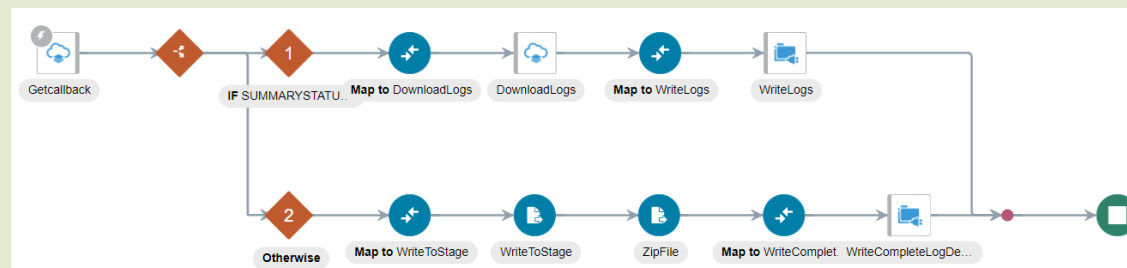 Getcallback
1
IF SUMMARYSTATU...
Map to DownloadLogs
DownloadLogs
Map to WriteLogs
WriteLogs
2
Otherwise
Map to WriteToStage
WriteToStage
ZipFile
Map to WriteComplet
WriteCompleteLogDe...